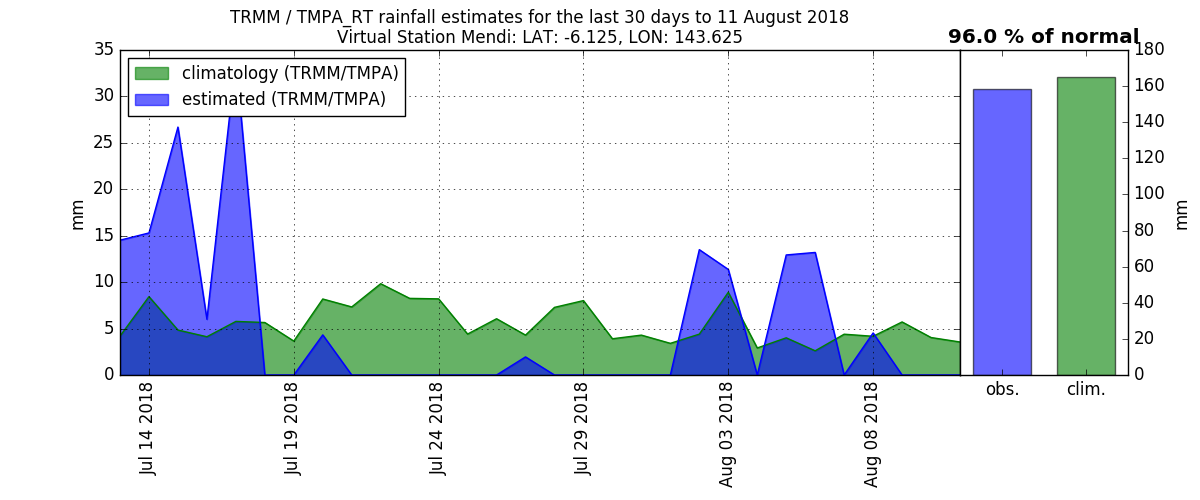 TRMM / TMPA_RT rainfall estimates for the last 30 days to 11 August 2018
Virtual Station Mendi: LAT: -6.125, LON: 143.625
96.0 % of normal
climatology (TRMM/TMPA)
estimated (TRMM/TMPA)
35
30
25
20
15
10
5
0
mm
Jul 14 2018
Jul 19 2018
Jul 24 2018
Jul 29 2018
Aug 03 2018
Aug 08 2018
obs.
clim.
180
160
140
120
100
80
60
40
20
0
mm